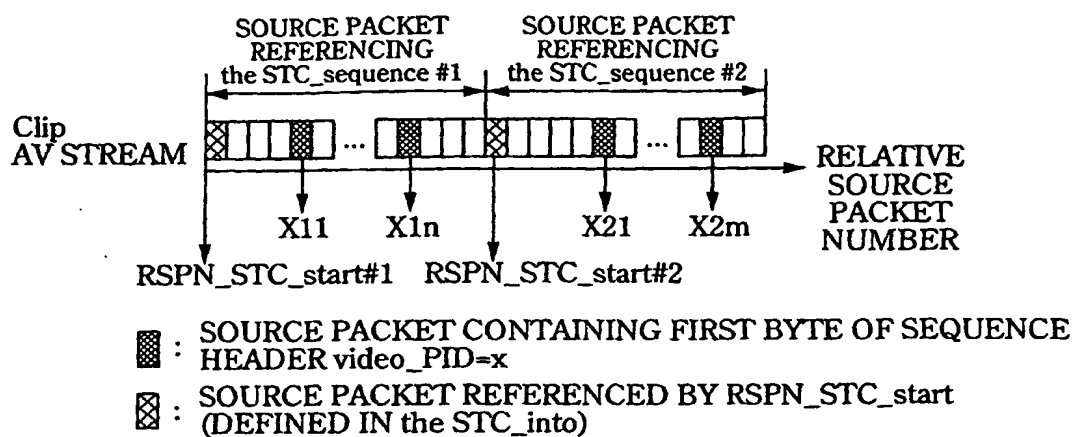 SOURCE PACKET
REFERENCING
the STC_sequence #1
SOURCE PACKET
REFERENCING
the STC_sequence #2
Clip
AV STREAM
...
...
RELATIVE
SOURCE
PACKET
NUMBER
X11
X1n
X21
X2m
RSPN_STC_start#1
RSPN_STC_start#2
: SOURCE PACKET CONTAINING FIRST BYTE OF SEQUENCE
HEADER video_PID=x
: SOURCE PACKET REFERENCED BY RSPN_STC_start
(DEFINED IN the STC_into)